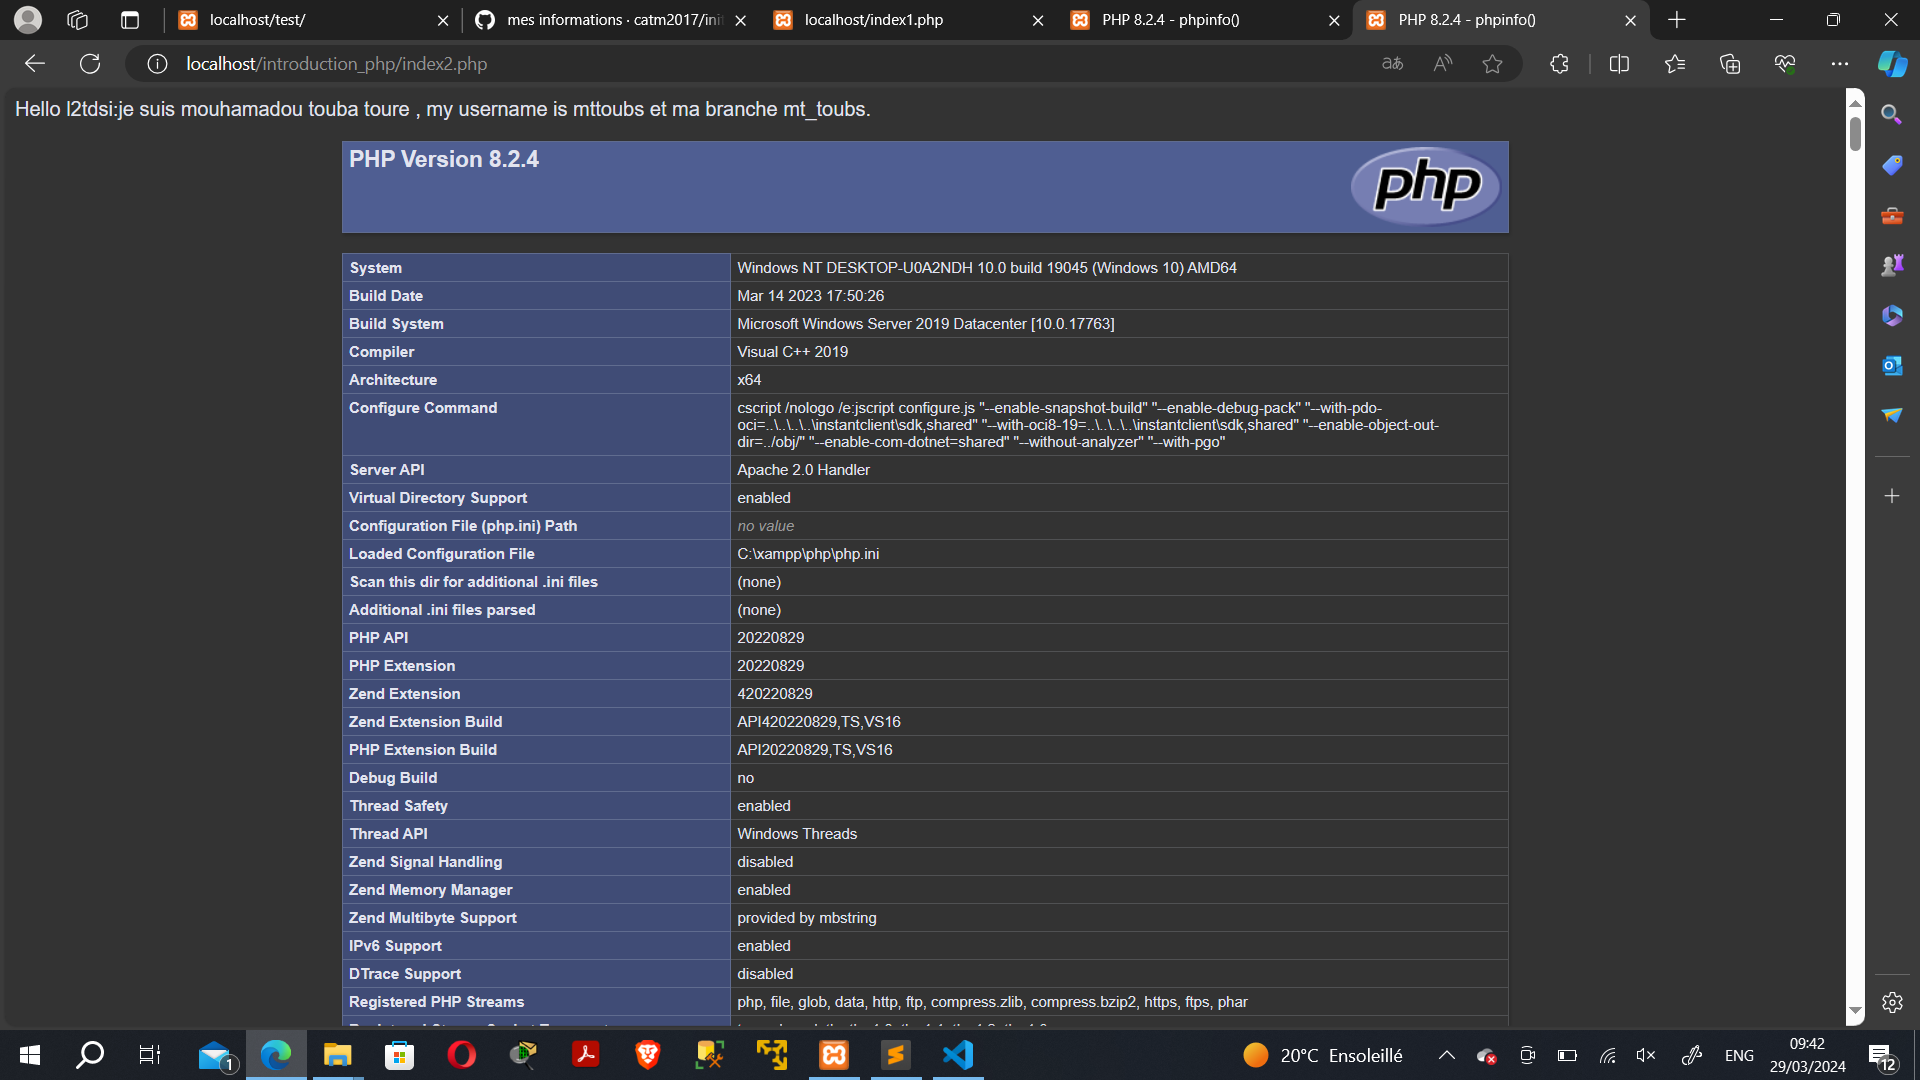 localhost/test/
mes informations · catm2017/ini
localhost/index1.php
PHP 8.2.4 - phpinfo()
PHP 8.2.4 - phpinfo()
localhost/introduction_php/index2.php
Hello l2tdsi:je suis mouhamadou touba toure , my username is mttoubs et ma branche mt_toubs.
PHP Version 8.2.4
php
System Windows NT DESKTOP-U0A2NDH 10.0 build 19045 (Windows 10) AMD64
Build Date Mar 14 2023 17:50:26
Build System Microsoft Windows Server 2019 Datacenter [10.0.17763]
Compiler Visual C++ 2019
Architecture x64
Configure Command cscript /nologo /e:jscript configure.js "--enable-snapshot-build" "--enable-debug-pack" "--with-pdo-
oci=..\..\..\..\instantclient\sdk,shared" "--with-oci8-19=..\..\..\..\instantclient\sdk,shared" "--enable-object-out-
dir=../obj/" "--enable-com-dotnet=shared" "--without-analyzer" "--with-pgo"
Server API Apache 2.0 Handler
Virtual Directory Support enabled
Configuration File (php.ini) Path no value
Loaded Configuration File C:\xampp\php\php.ini
Scan this dir for additional .ini files (none)
Additional .ini files parsed (none)
PHP API 20220829
PHP Extension 20220829
Zend Extension 420220829
Zend Extension Build API420220829,TS,VS16
PHP Extension Build API20220829,TS,VS16
Debug Build no
Thread Safety enabled
Thread API Windows Threads
Zend Signal Handling disabled
Zend Memory Manager enabled
Zend Multibyte Support provided by mbstring
IPv6 Support enabled
DTrace Support disabled
Registered PHP Streams php, file, glob, data, http, ftp, compress.zlib, compress.bzip2, https, ftps, phar
1
20°C Ensoleillé
ENG
09:42
29/03/2024
12